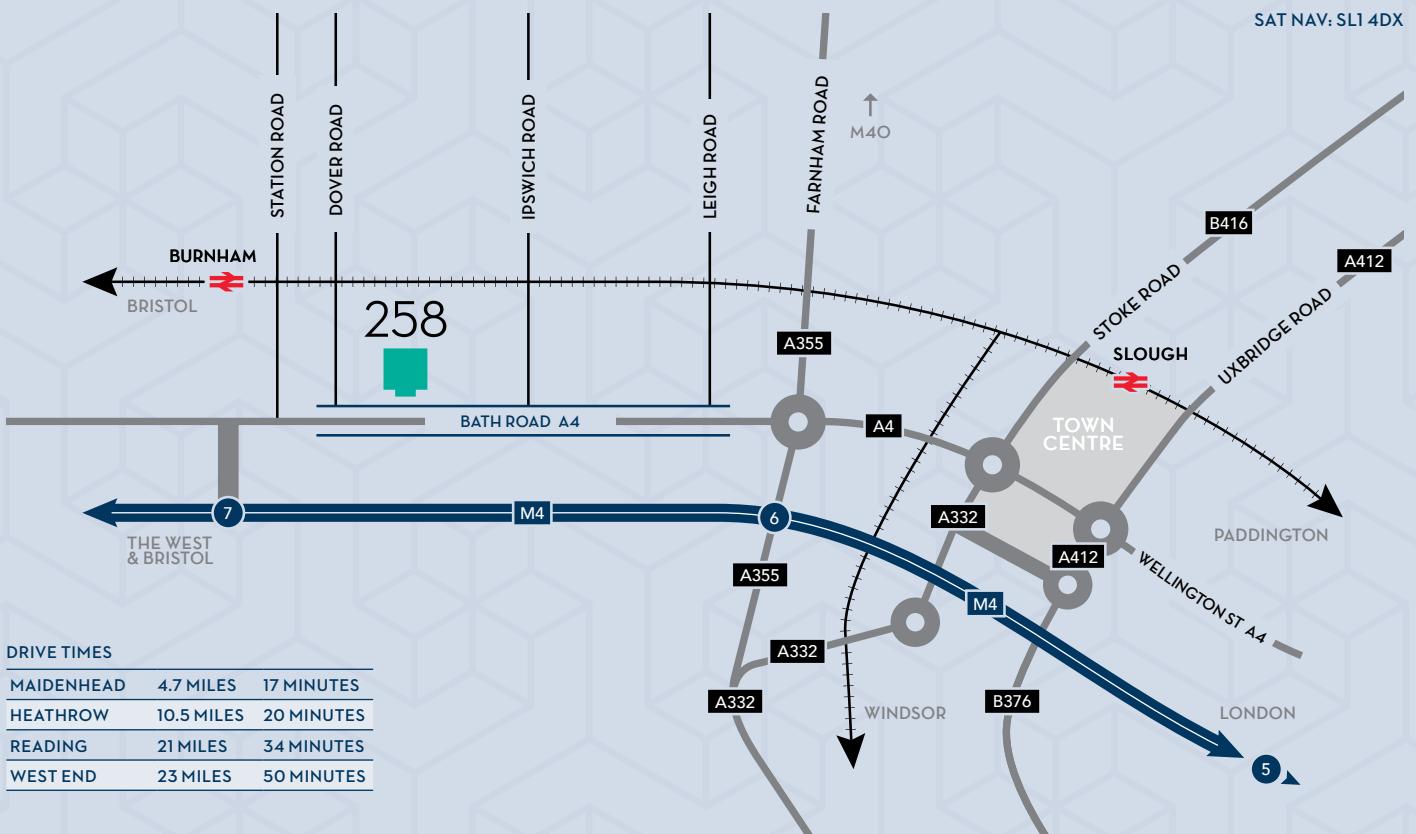 SAT NAV: SL1 4DX
STATION ROAD
DOVER ROAD
IPSWICH ROAD
LEIGH ROAD
FARNHAM ROAD
M40
B416
A412
BURNHAM
BRISTOL
258
STOKE ROAD
UXBRIDGE ROAD
A355
SLOUGH
BATH ROAD A4
A4
TOWN
CENTRE
7
M4
6
A332
THE WEST
& BRISTOL
PADDINGTON
A412
WELLINGTON ST A4
A355
M4
A332
A332
WINDSOR
B376
LONDON
5
DRIVE TIMES
MAIDENHEAD 4.7 MILES 17 MINUTES
HEATHROW 10.5 MILES 20 MINUTES
READING 21 MILES 34 MINUTES
WEST END 23 MILES 50 MINUTES